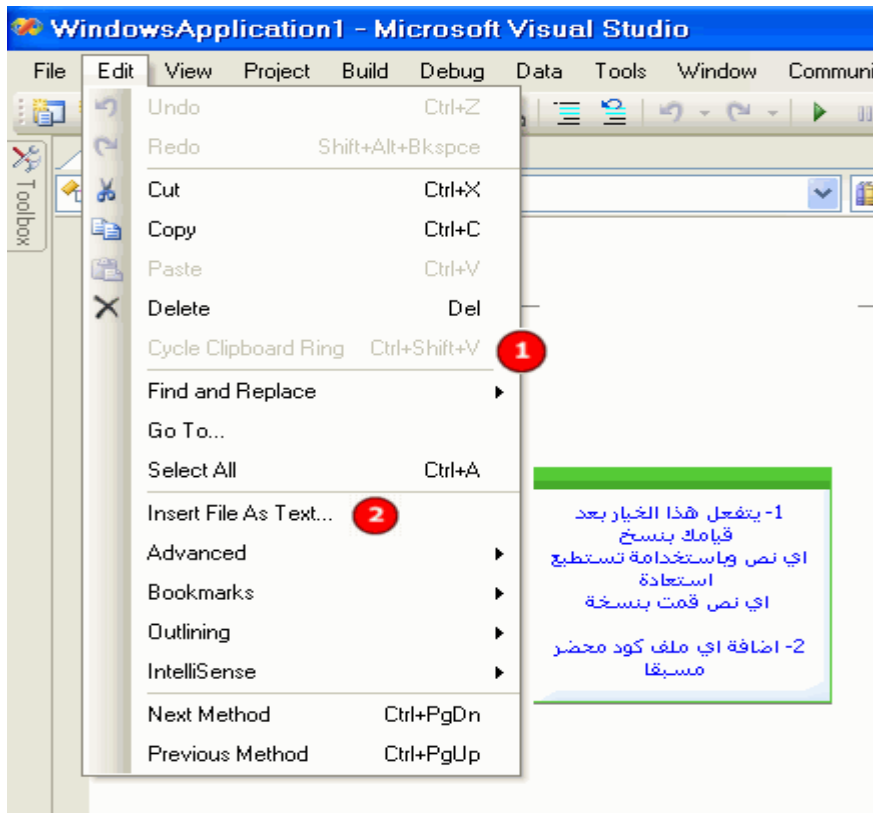 WindowsApplication1 - Microsoft Visual Studio
File Edit View Project Build Debug Data Tools Window Communi
Toolbox
Undo Ctrl+Z
Redo Shift+Alt+Bkspce
Cut Ctrl+X
Copy Ctrl+C
Paste Ctrl+V
Delete Del
Cycle Clipboard Ring Ctrl+Shift+V 1
Find and Replace
Go To...
Select All Ctrl+A
Insert File As Text... 2
Advanced
Bookmarks
Outlining
IntelliSense
Next Method Ctrl+PgDn
Previous Method Ctrl+PgUp
1- يتفعل هذا الخيار بعد
قيامك بنسخ
اي نص وباستخدامة تستطيع
استعادة
اي نص قمت بنسخة
2- اضافة اي ملف كود محضر
مسبقا